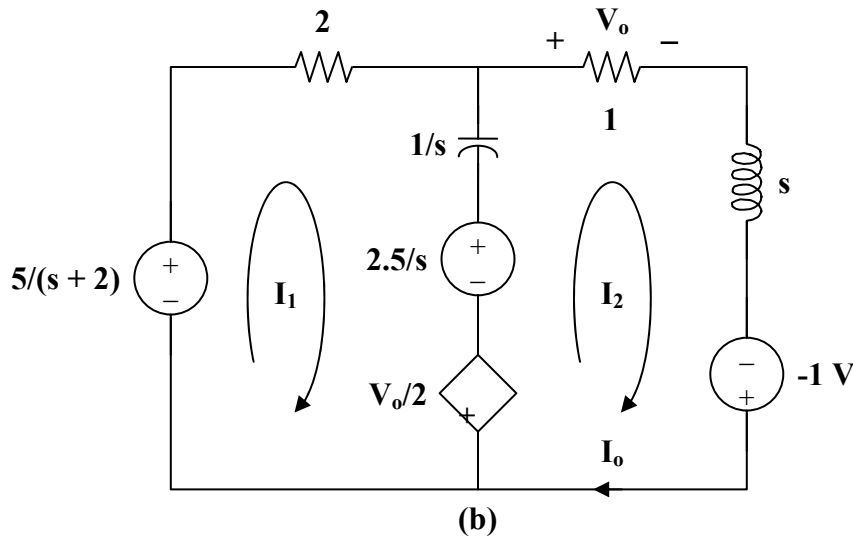 2
+ Vₒ −
1
1/s
s
+
−
5/(s + 2)
I₁
+
−
2.5/s
I₂
Vₒ/2
+
−
+
-1 V
Iₒ
(b)